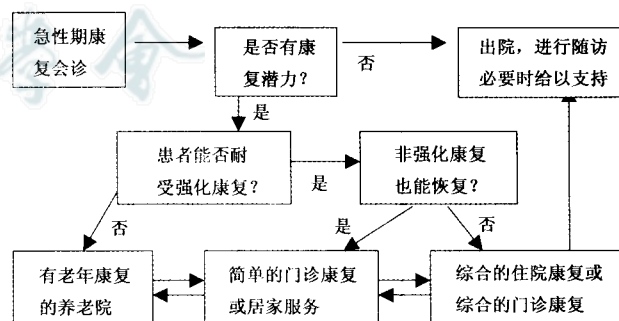 急性期康
复会诊
是否有康
复潜力？
否
出院，进行随访
必要时给以支持
是
患者能否耐
受强化康复？
是
非强化康复
也能恢复？
否
是
否
有老年康复
的养老院
简单的门诊康复
或居家服务
综合的住院康复或
综合的门诊康复